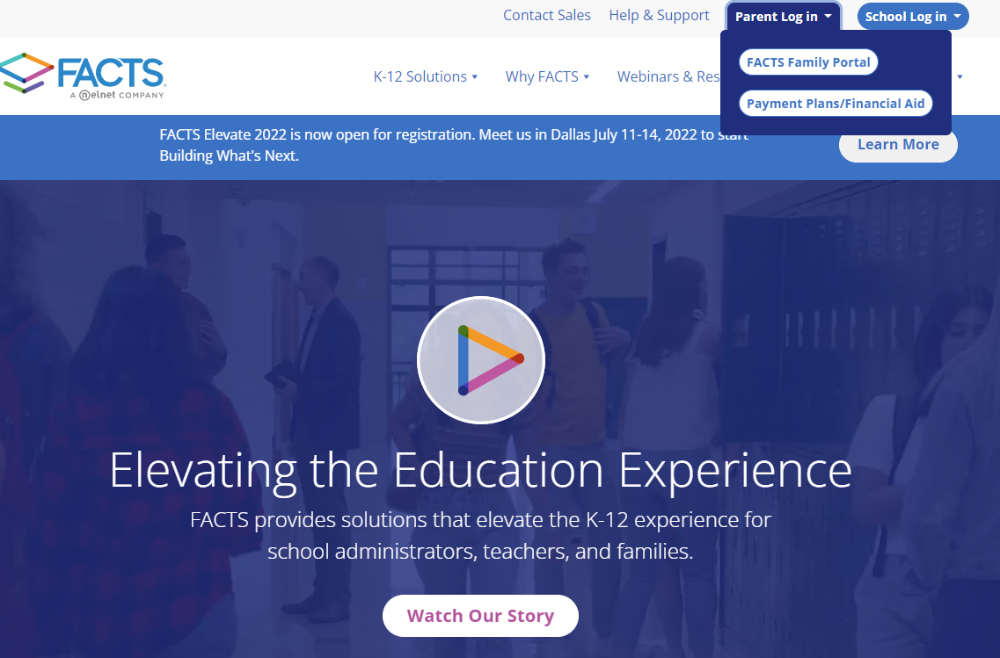 Contact Sales Help & Support Parent Log in School Log in
FACTS Family Portal
Payment Plans/Financial Aid
FACTS
A nelnet COMPANY
K-12 Solutions Why FACTS Webinars & Res
FACTS Elevate 2022 is now open for registration. Meet us in Dallas July 11-14, 2022 to start
Building What's Next.
Learn More
Elevating the Education Experience
FACTS provides solutions that elevate the K-12 experience for
school administrators, teachers, and families.
Watch Our Story